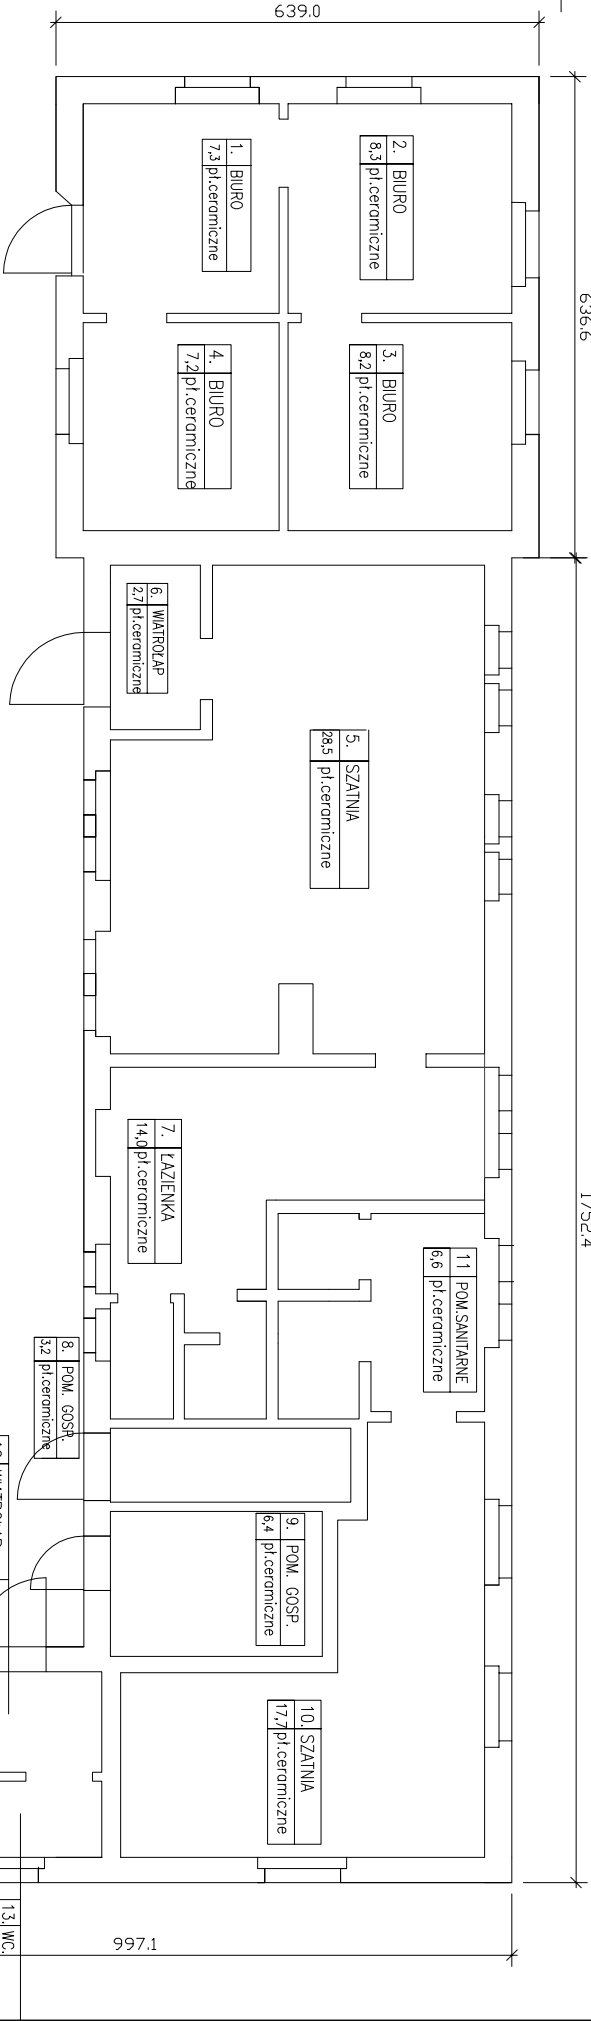 639.0
636.6
1. BIURO
7,3 pł.ceramiczne
2. BIURO
8,3 pł.ceramiczne
4. BIURO
7,2 pł.ceramiczne
3. BIURO
8,2 pł.ceramiczne
6. WIATROŁAP
2,7 pł.ceramiczne
5. SZATNIA
28,5 pł.ceramiczne
7. ŁAZIENKA
14,0 pł.ceramiczne
1752.4
11 POM.SANITARNE
6,6 pł.ceramiczne
8. POM. GOSP.
3,2 pł.ceramiczne
9. POM. GOSP.
6,4 pł.ceramiczne
10. SZATNIA
17,7 pł.ceramiczne
13. WC.
997.1